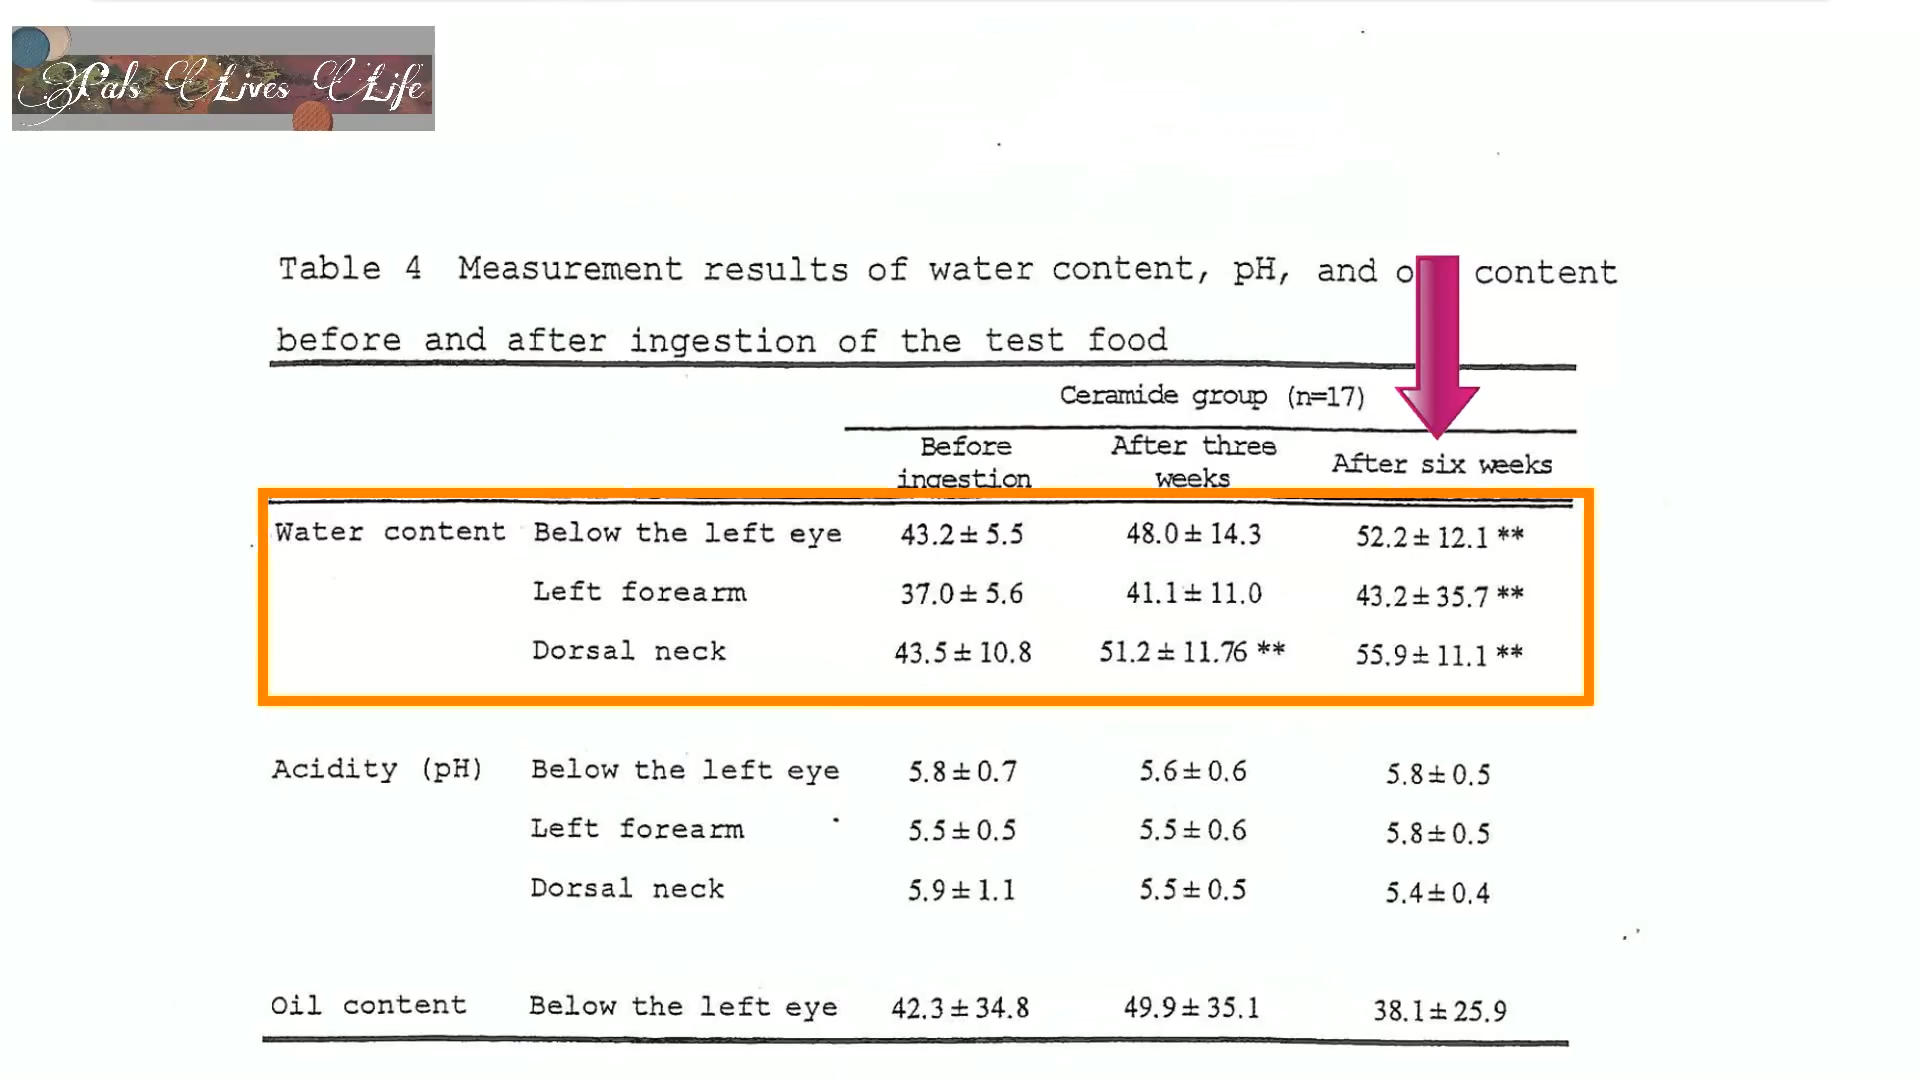 Pals Lives Life
Table 4 Measurement results of water content, pH, and o content
before and after ingestion of the test food
Ceramide group (n=17)
Before ingestion After three weeks After six weeks
Water content Below the left eye 43.2 ± 5.5 48.0 ± 14.3 52.2 ± 12.1 **
Left forearm 37.0 ± 5.6 41.1 ± 11.0 43.2 ± 35.7 **
Dorsal neck 43.5 ± 10.8 51.2 ± 11.76 ** 55.9 ± 11.1 **
Acidity (pH) Below the left eye 5.8 ± 0.7 5.6 ± 0.6 5.8 ± 0.5
Left forearm 5.5 ± 0.5 5.5 ± 0.6 5.8 ± 0.5
Dorsal neck 5.9 ± 1.1 5.5 ± 0.5 5.4 ± 0.4
Oil content Below the left eye 42.3 ± 34.8 49.9 ± 35.1 38.1 ± 25.9